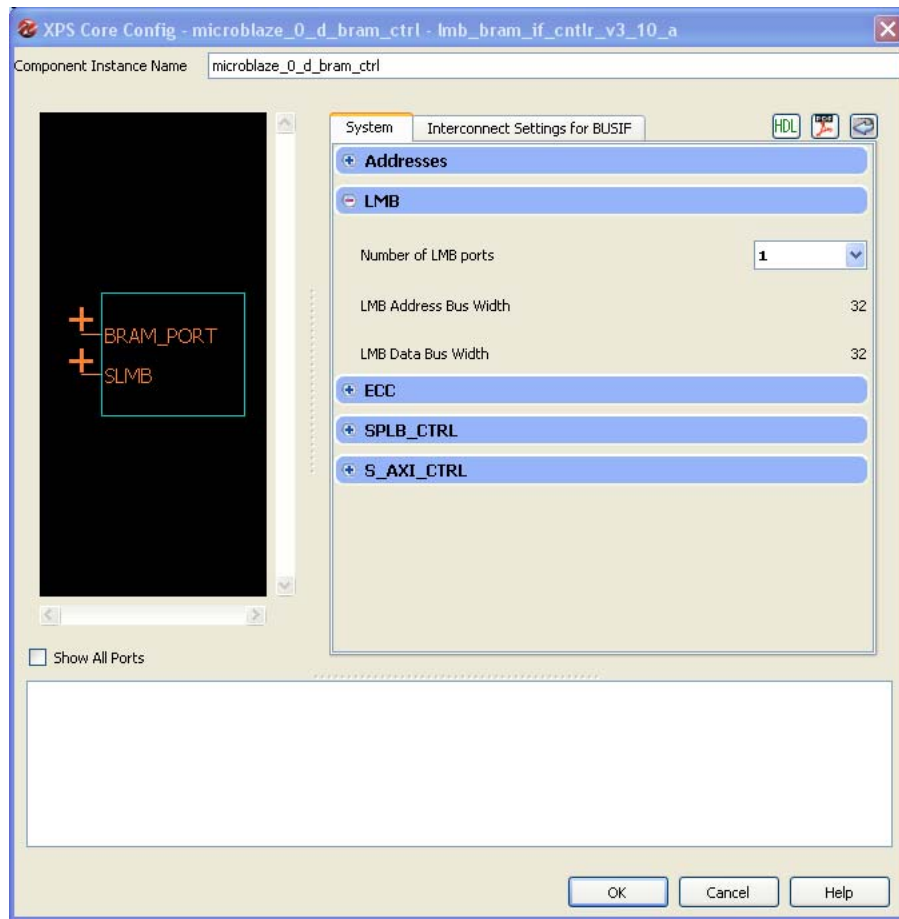 XPS Core Config - microblaze_0_d_bram_ctrl - lmb_bram_if_cntlr_v3_10_a
Component Instance Name microblaze_0_d_bram_ctrl
System Interconnect Settings for BUSIF HDL PDF
Addresses
LMB
Number of LMB ports 1
LMB Address Bus Width 32
LMB Data Bus Width 32
BRAM_PORT
SLMB
ECC
SPLB_CTRL
S_AXI_CTRL
Show All Ports
OK Cancel Help